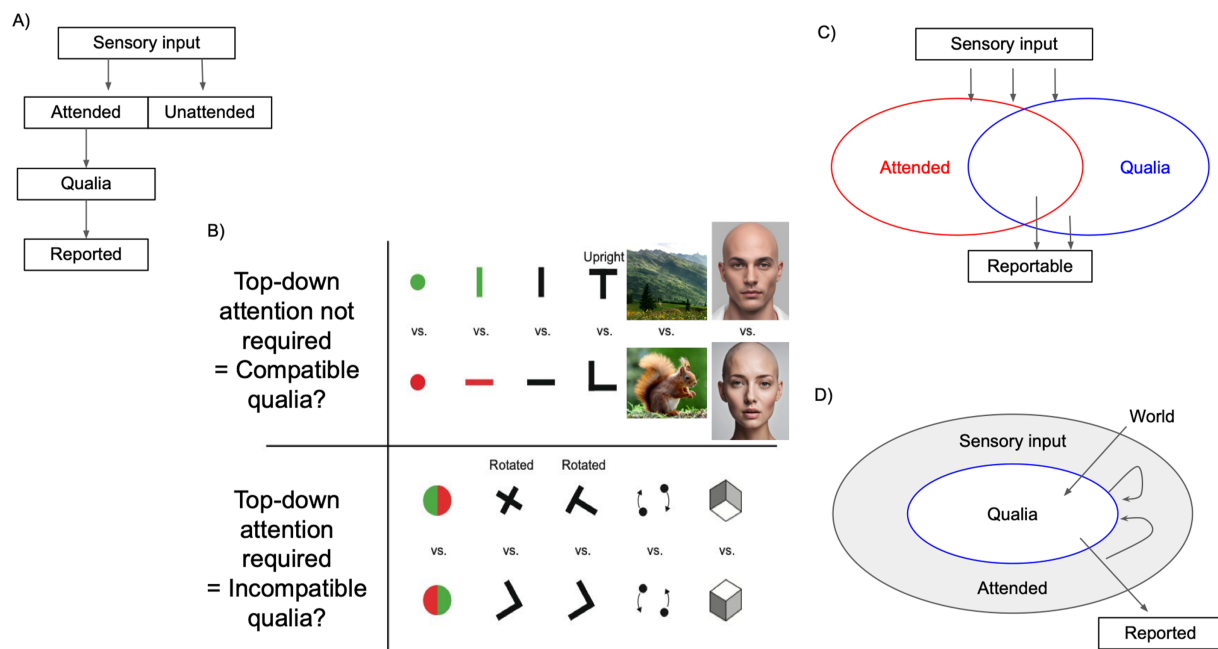 A)
Sensory input
Attended
Unattended
Qualia
Reported
B)
Top-down
attention not
required
= Compatible
qualia?
Upright
vs. vs. vs. vs. vs. vs.
Top-down
attention
required
= Incompatible
qualia?
Rotated Rotated
vs. vs. vs. vs. vs.
C)
Sensory input
Attended
Qualia
Reportable
D)
World
Sensory input
Qualia
Attended
Reported